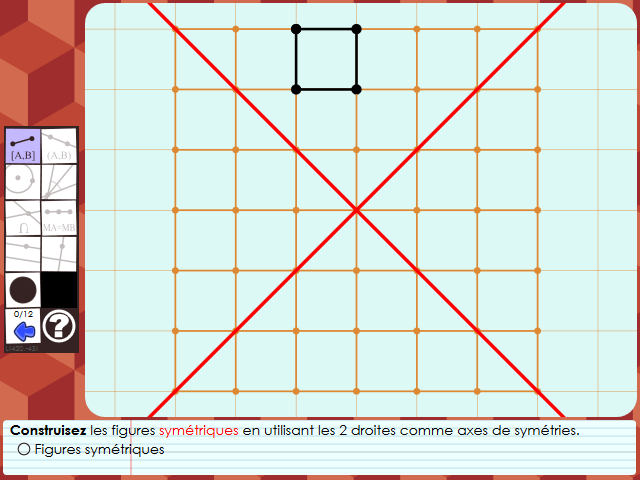 [A,B]
(A,B)
MA=MB
0/12
?
Construisez les figures symétriques en utilisant les 2 droites comme axes de symétries.
Figures symétriques